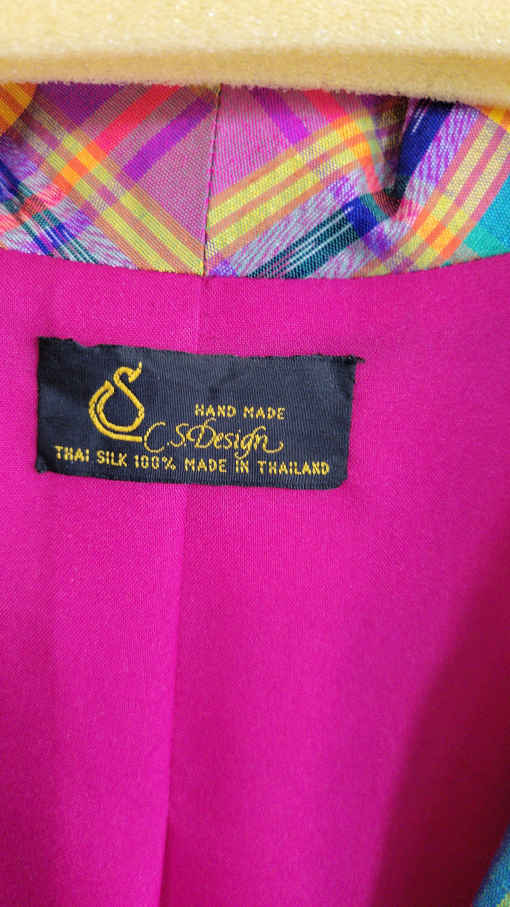 HAND MADE
C.S.Design
THAI SILK 100% MADE IN THAILAND